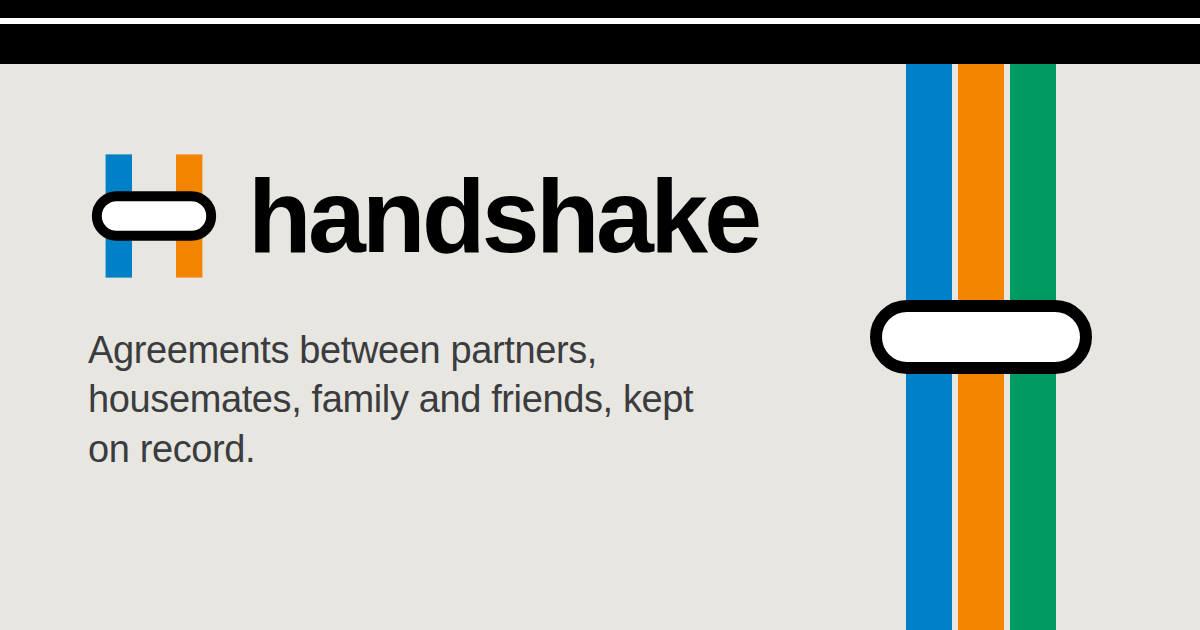 handshake
Agreements between partners,
housemates, family and friends, kept
on record.